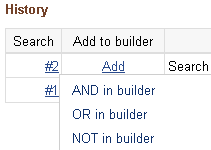 History
Search Add to builder
#2 Add Search
#1 AND in builder
OR in builder
NOT in builder